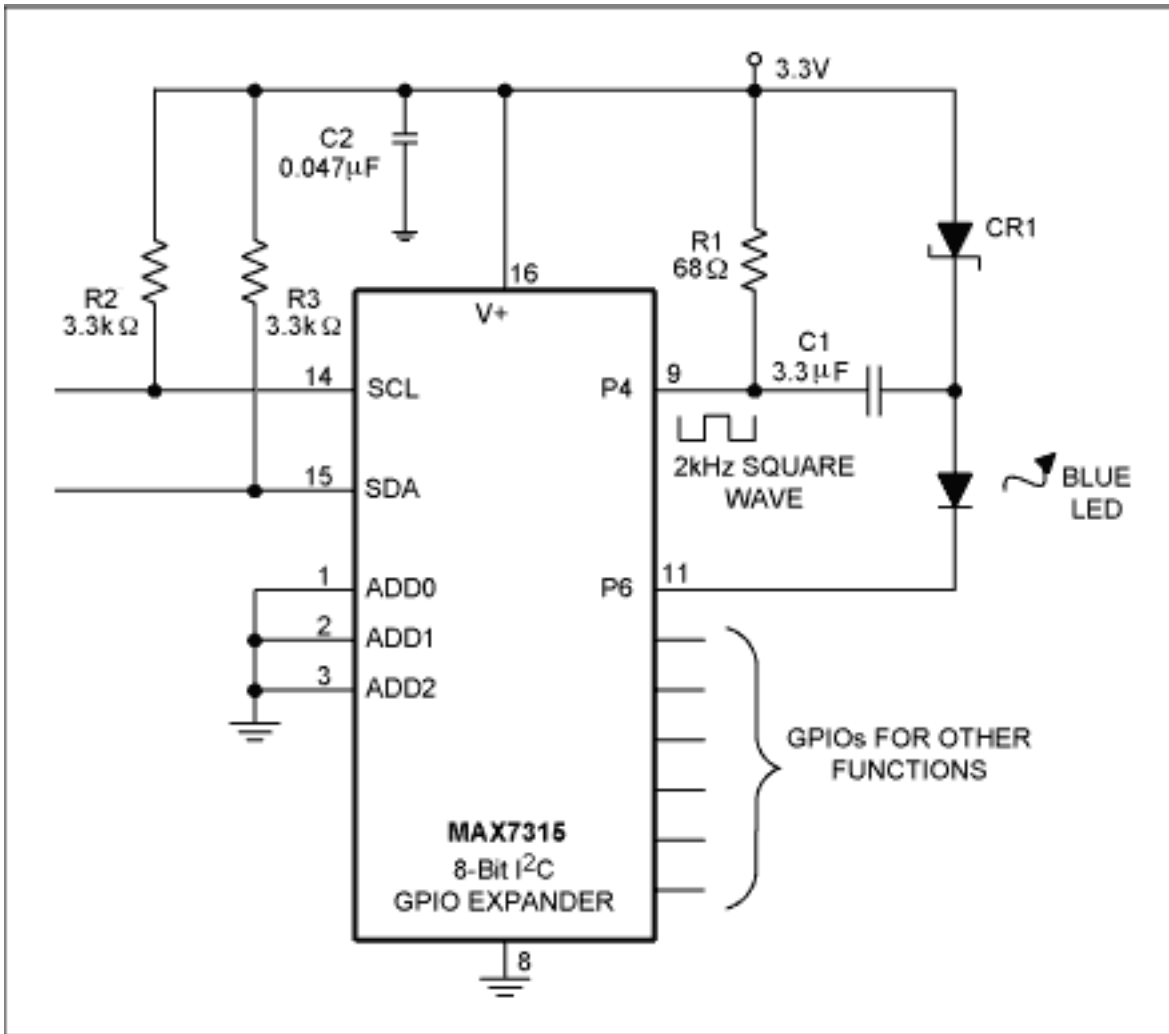 3.3V
C2
0.047μF
CR1
R1
68Ω
16
R2
3.3k Ω
R3
3.3k Ω
V+
C1
3.3μF
14
SCL
P4
9
15
SDA
2kHz SQUARE
WAVE
BLUE
LED
1
ADD0
P6
11
2
ADD1
3
ADD2
GPIOs FOR OTHER
FUNCTIONS
MAX7315
8-Bit I²C
GPIO EXPANDER
8